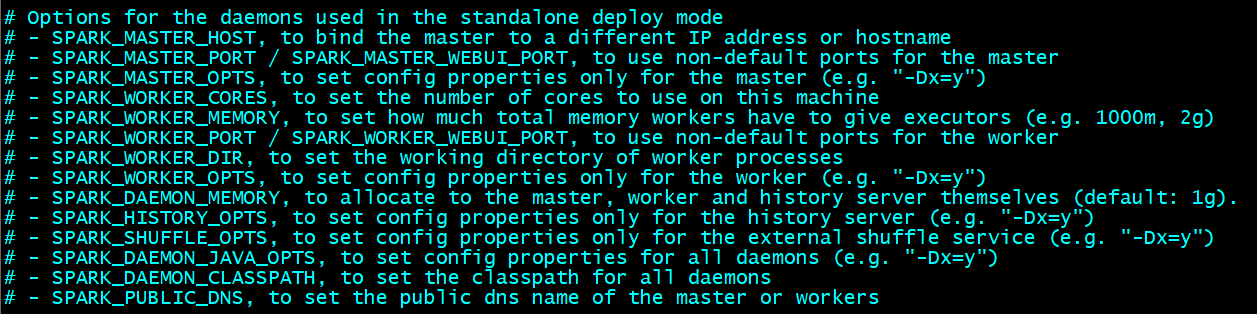 # Options for the daemons used in the standalone deploy mode
# - SPARK_MASTER_HOST, to bind the master to a different IP address or hostname
# - SPARK_MASTER_PORT / SPARK_MASTER_WEBUI_PORT, to use non-default ports for the master
# - SPARK_MASTER_OPTS, to set config properties only for the master (e.g. "-Dx=y")
# - SPARK_WORKER_CORES, to set the number of cores to use on this machine
# - SPARK_WORKER_MEMORY, to set how much total memory workers have to give executors (e.g. 1000m, 2g)
# - SPARK_WORKER_PORT / SPARK_WORKER_WEBUI_PORT, to use non-default ports for the worker
# - SPARK_WORKER_DIR, to set the working directory of worker processes
# - SPARK_WORKER_OPTS, to set config properties only for the worker (e.g. "-Dx=y")
# - SPARK_DAEMON_MEMORY, to allocate to the master, worker and history server themselves (default: 1g).
# - SPARK_HISTORY_OPTS, to set config properties only for the history server (e.g. "-Dx=y")
# - SPARK_SHUFFLE_OPTS, to set config properties only for the external shuffle service (e.g. "-Dx=y")
# - SPARK_DAEMON_JAVA_OPTS, to set config properties for all daemons (e.g. "-Dx=y")
# - SPARK_DAEMON_CLASSPATH, to set the classpath for all daemons
# - SPARK_PUBLIC_DNS, to set the public dns name of the master or workers